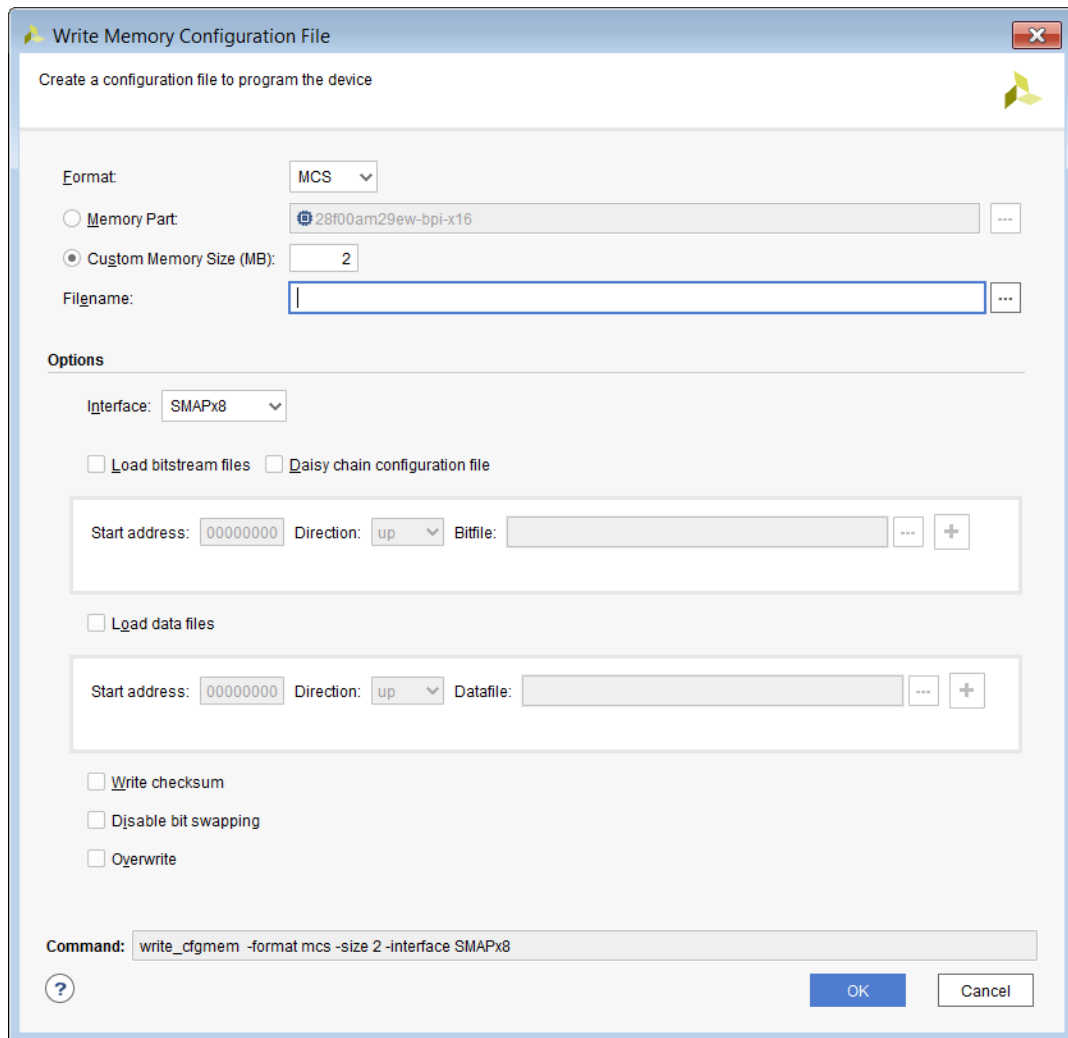 Write Memory Configuration File
Create a configuration file to program the device
Format: MCS
Memory Part: 28f00am29ew-bpi-x16 ...
Custom Memory Size (MB): 2
Filename: ...
Options
Interface: SMAPx8
Load bitstream files Daisy chain configuration file
Start address: 00000000 Direction: up Bitfile: ... +
Load data files
Start address: 00000000 Direction: up Datafile: ... +
Write checksum
Disable bit swapping
Overwrite
Command: write_cfgmem -format mcs -size 2 -interface SMAPx8
? OK Cancel